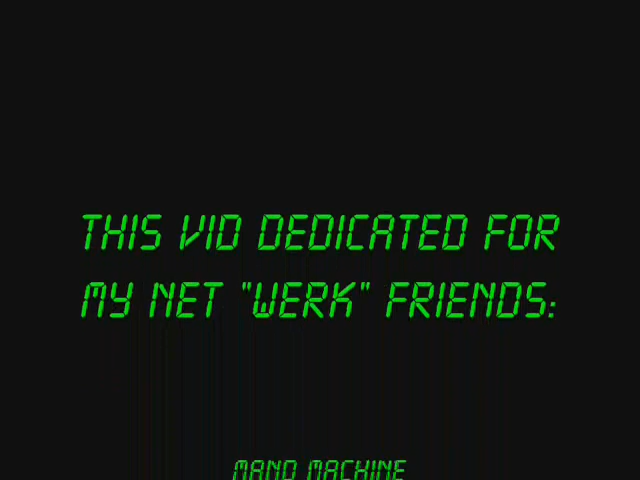 THIS VID DEDICATED FOR
MY NET "WERK" FRIENDS:
MANO MACHINE